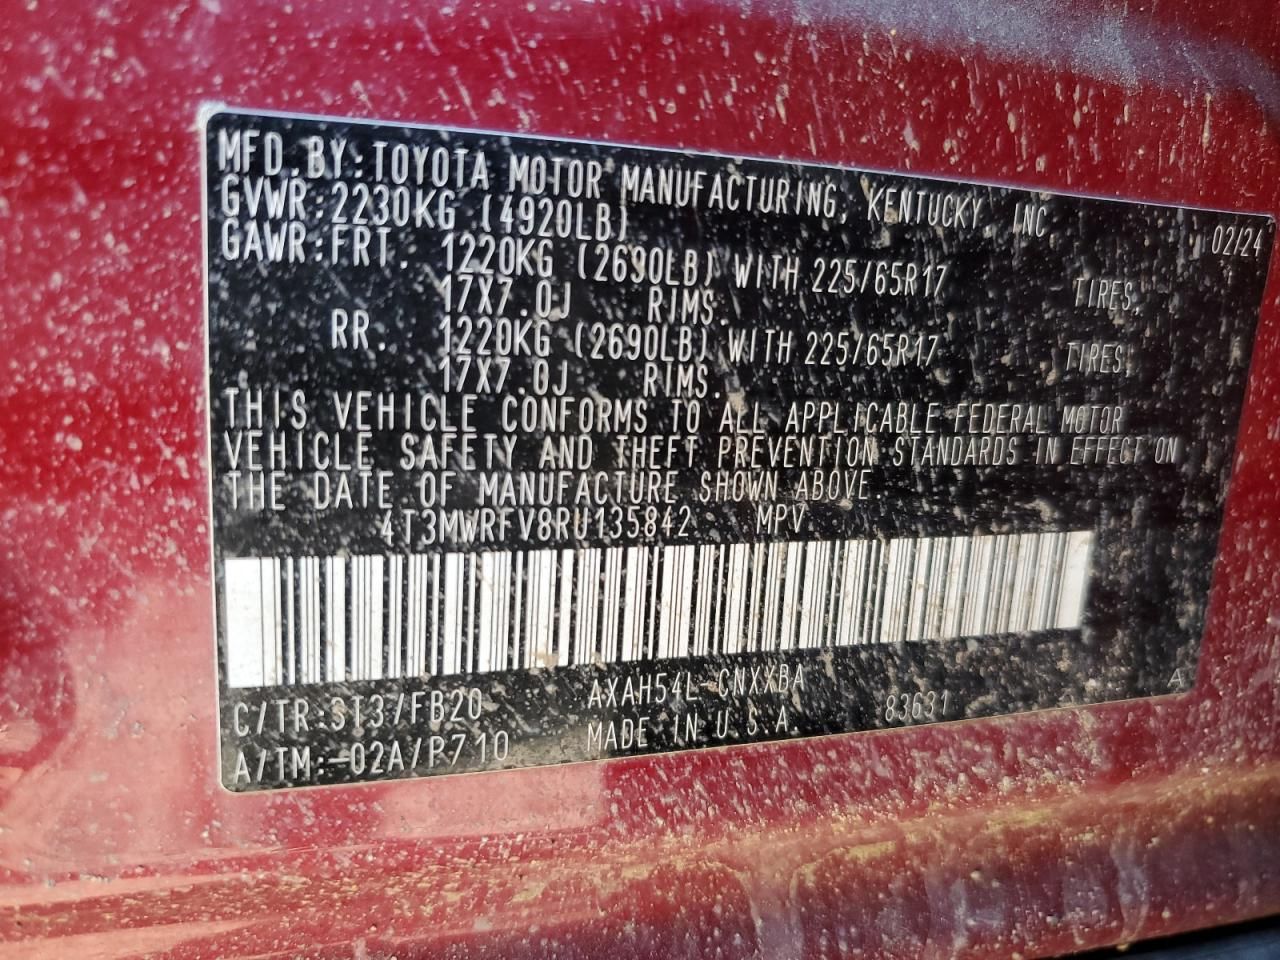 MFD. BY: TOYOTA MOTOR MANUFACTURING, KENTUCKY, INC.
GVWR: 2230KG (4920LB) 02/24
GAWR: FRT. 1220KG (2690LB) WITH 225/65R17 TIRES,
17X7.0J RIMS.
RR. 1220KG (2690LB) WITH 225/65R17 TIRES,
17X7.0J RIMS.
THIS VEHICLE CONFORMS TO ALL APPLICABLE FEDERAL MOTOR
VEHICLE SAFETY AND THEFT PREVENTION STANDARDS IN EFFECT ON
THE DATE OF MANUFACTURE SHOWN ABOVE.
4T3MWRFV8RU135842 MPV
C/TR:ST3/FB20 AXAH54L-CNXXBA A
A/TM:-02A/P710 MADE IN U.S.A. 83631